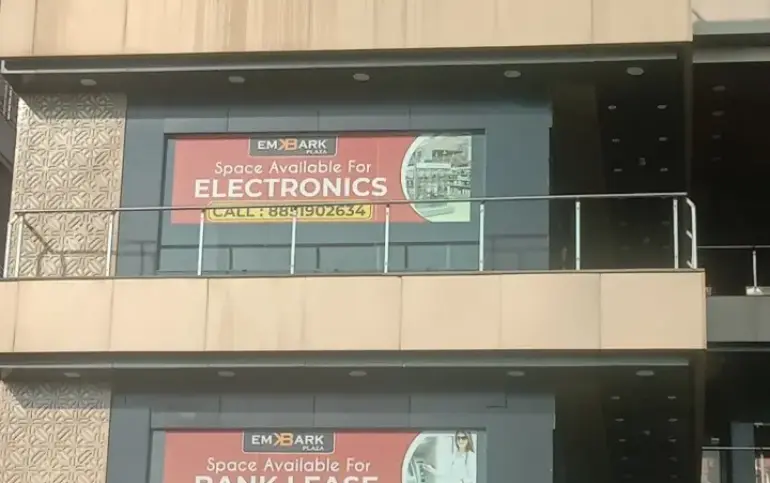 EMBARK
PLAZA
Space Available For
ELECTRONICS
CALL : 8851902634
EMBARK
PLAZA
Space Available For
BANK LEASE